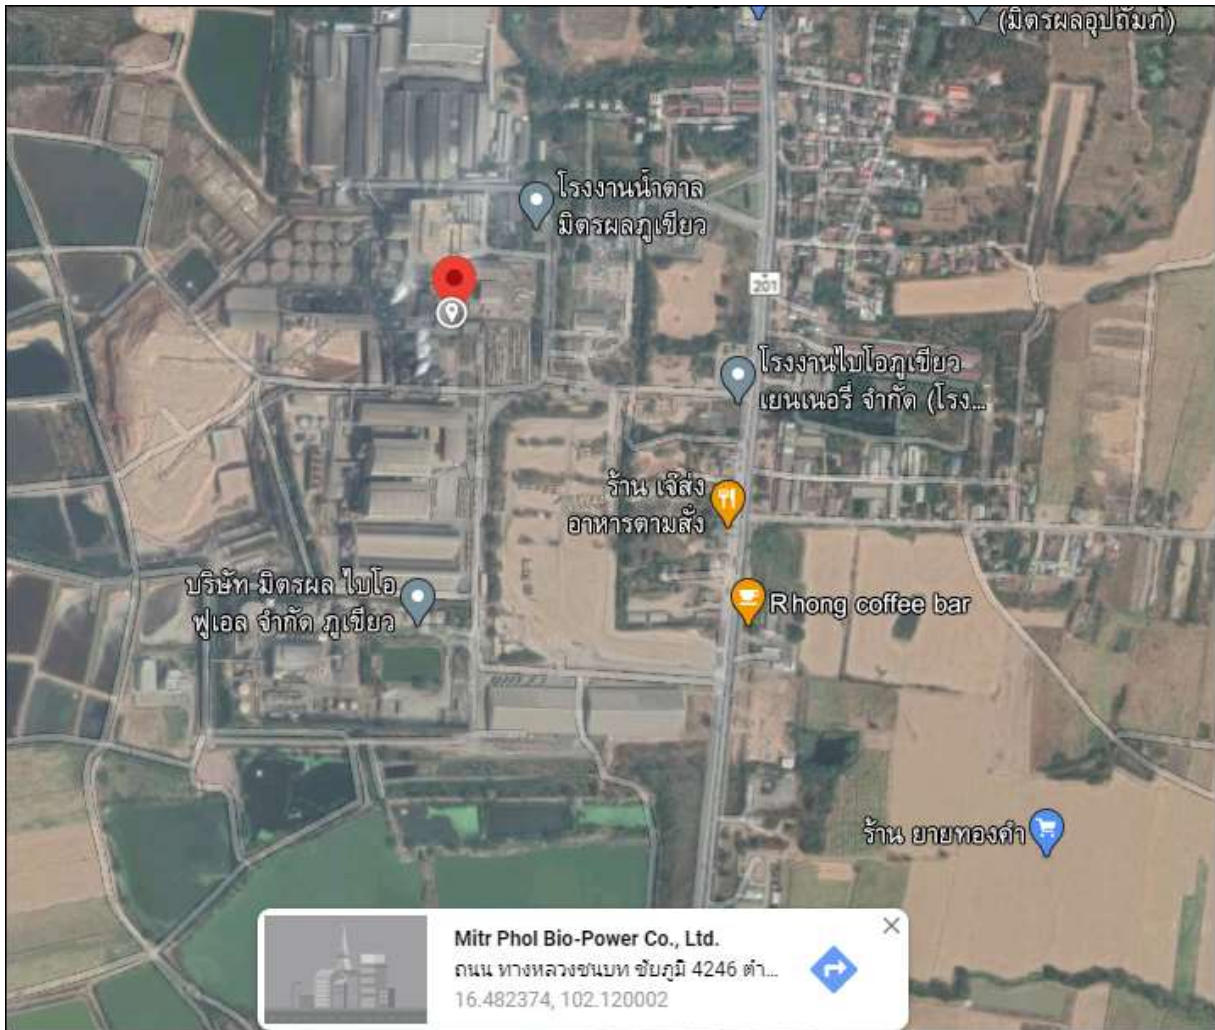 (มิตรผลอุปถัมภ์)
โรงงานน้ำตาล
มิตรผลภูเขียว
201
โรงงานไบโอภูเขียว
เยนเนอรี่ จำกัด (โรง...
ร้าน เจ๊ส่ง
อาหารตามสั่ง
บริษัท มิตรผล ไบโอ
ฟูเอล จำกัด ภูเขียว
Rhong coffee bar
ร้าน ยายทองคำ
Mitr Phol Bio-Power Co., Ltd.
ถนน ทางหลวงชนบท ชัยภูมิ 4246 ตำ...
16.482374, 102.120002